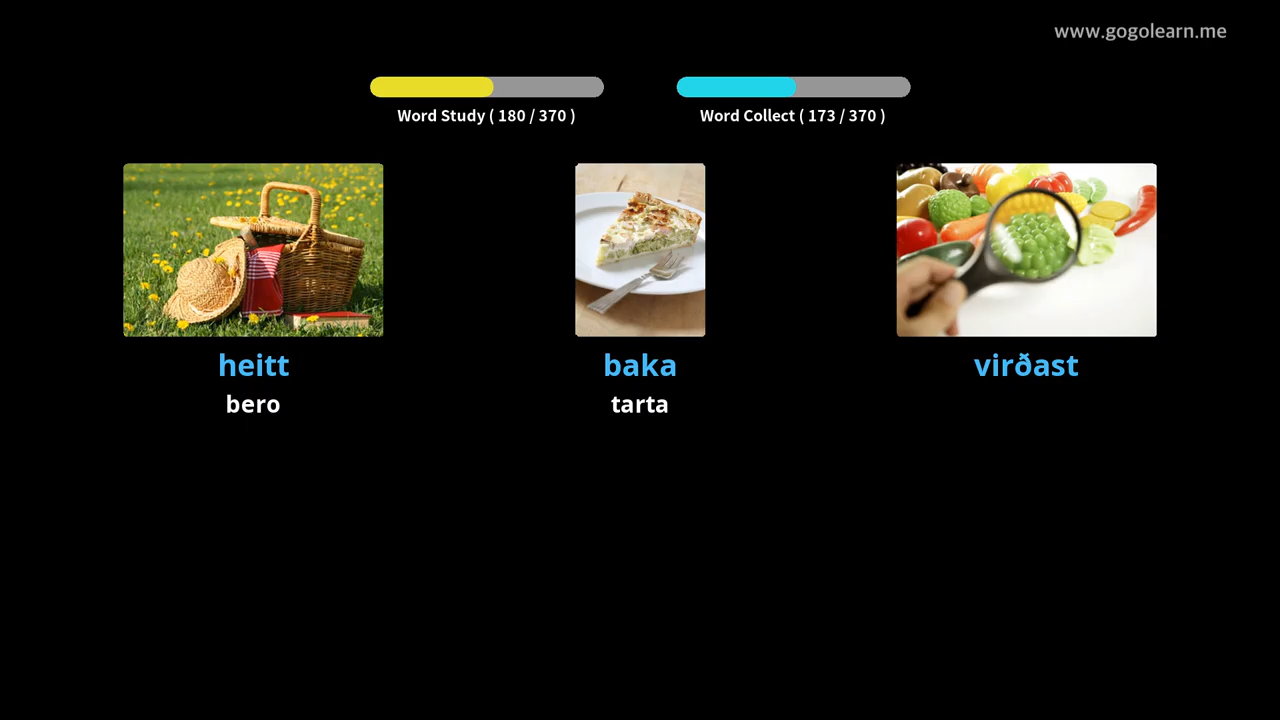 www.gogolearn.me
Word Study ( 180 / 370 )
Word Collect ( 173 / 370 )
heitt
bero
baka
tarta
virðast